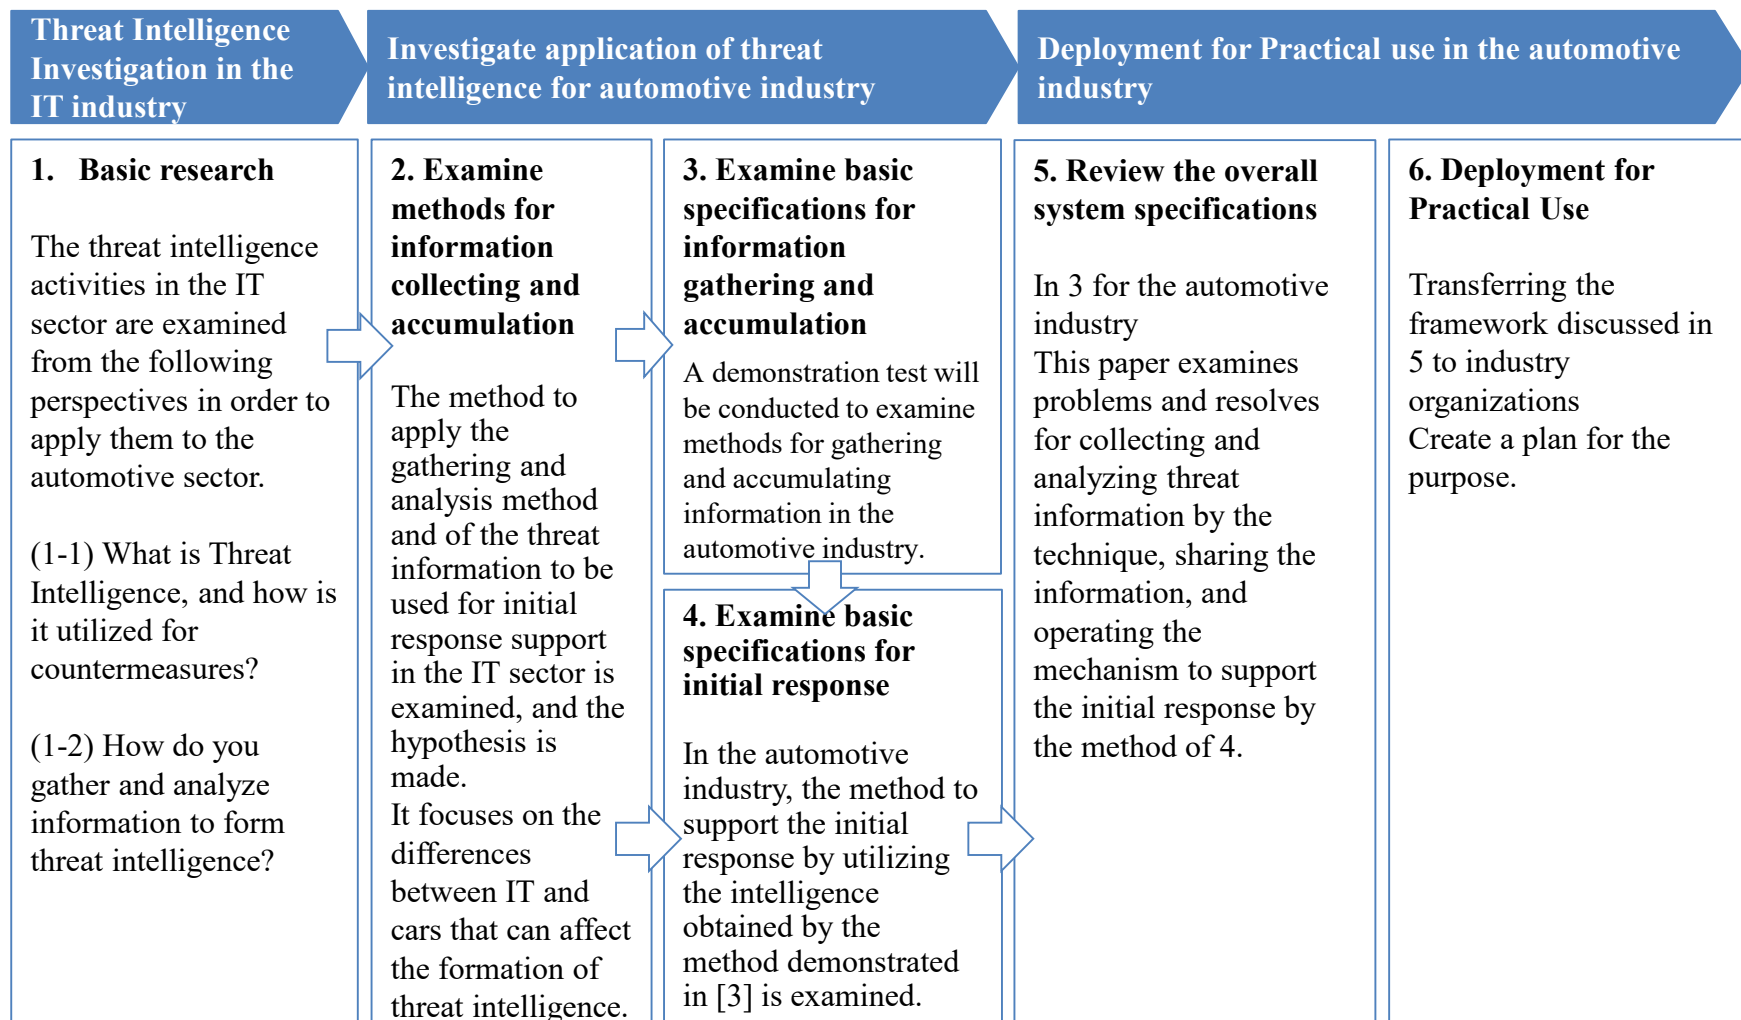 Threat Intelligence
Investigation in the
IT industry
Investigate application of threat
intelligence for automotive industry
Deployment for Practical use in the automotive
industry
1. Basic research
The threat intelligence
activities in the IT
sector are examined
from the following
perspectives in order to
apply them to the
automotive sector.
(1-1) What is Threat
Intelligence, and how is
it utilized for
countermeasures?
(1-2) How do you
gather and analyze
information to form
threat intelligence?
2. Examine
methods for
information
collecting and
accumulation
The method to
apply the
gathering and
analysis method
and of the threat
information to be
used for initial
response support
in the IT sector is
examined, and the
hypothesis is
made.
It focuses on the
differences
between IT and
cars that can affect
the formation of
threat intelligence.
3. Examine basic
specifications for
information
gathering and
accumulation
A demonstration test will
be conducted to examine
methods for gathering
and accumulating
information in the
automotive industry.
4. Examine basic
specifications for
initial response
In the automotive
industry, the method to
support the initial
response by utilizing
the intelligence
obtained by the
method demonstrated
in [3] is examined.
5. Review the overall
system specifications
In 3 for the automotive
industry
This paper examines
problems and resolves
for collecting and
analyzing threat
information by the
technique, sharing the
information, and
operating the
mechanism to support
the initial response by
the method of 4.
6. Deployment for
Practical Use
Transferring the
framework discussed in
5 to industry
organizations
Create a plan for the
purpose.